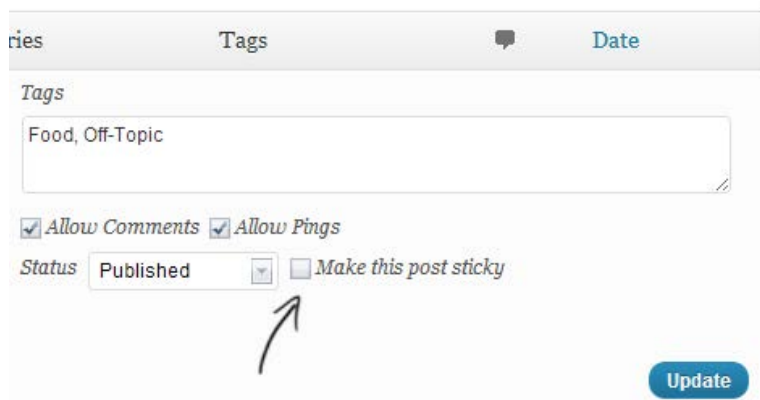 ries Tags Date
Tags
Food, Off-Topic
Allow Comments Allow Pings
Status Published Make this post sticky
Update